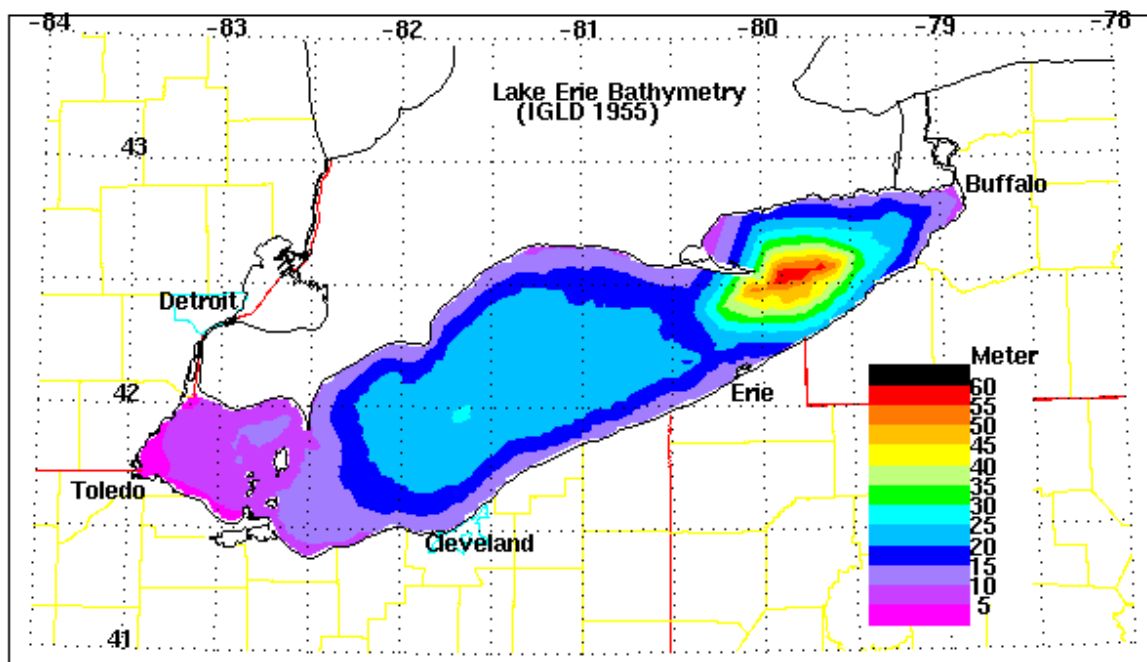 -84 -83 -82 -81 -80 -79 -78
Lake Erie Bathymetry
(IGLD 1955)
43
Buffalo
Detroit
42
Meter
Erie
60
55
50
45
40
35
30
25
20
15
10
5
Toledo
Cleveland
41